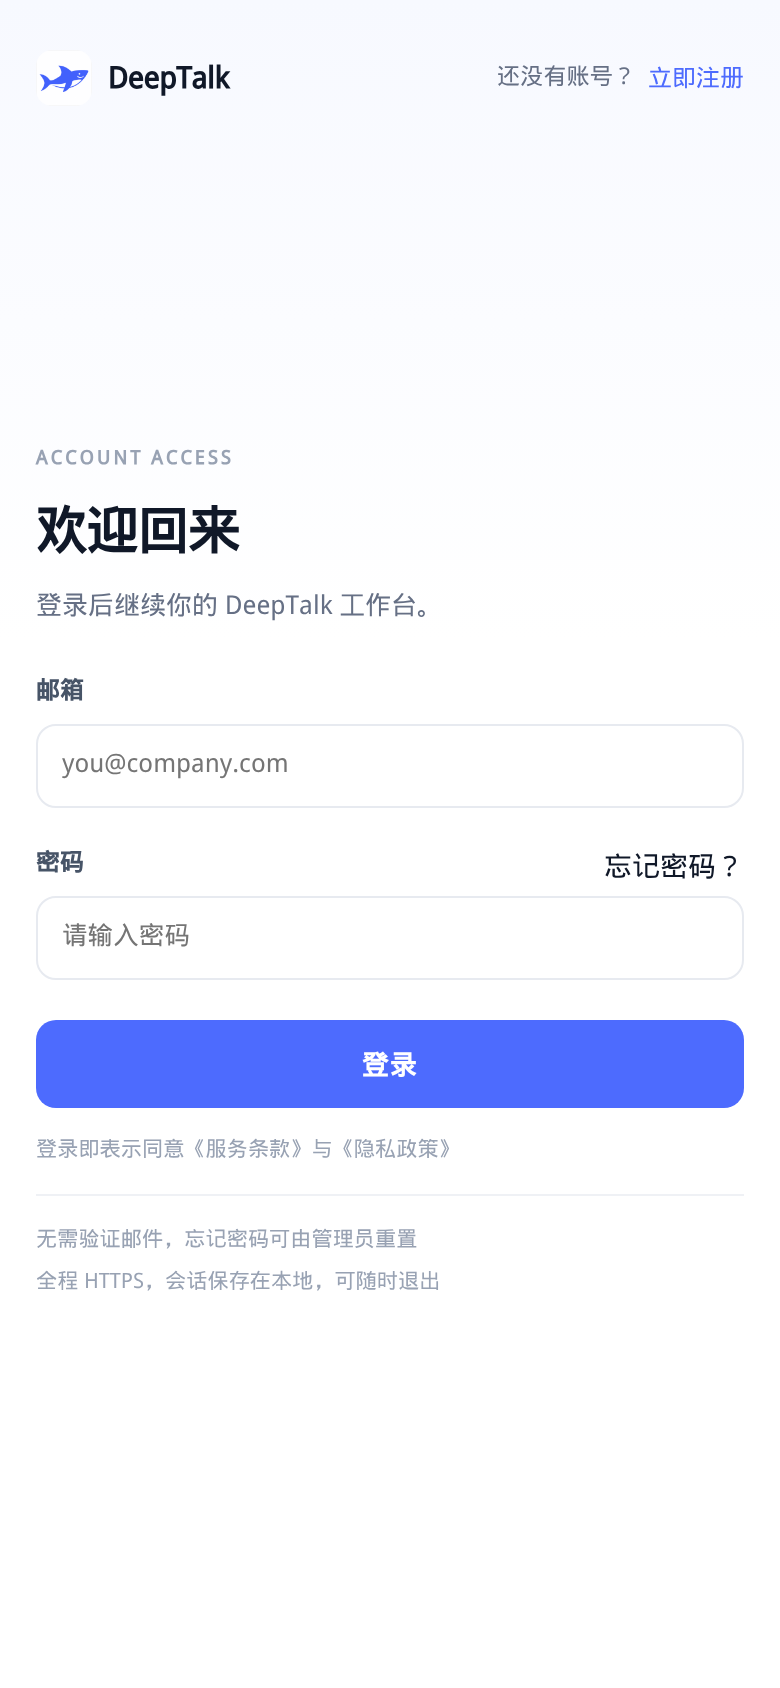 DeepTalk
还没有账号？ 立即注册
ACCOUNT ACCESS
欢迎回来
登录后继续你的 DeepTalk 工作台。
邮箱
you@company.com
密码 忘记密码？
请输入密码
登录
登录即表示同意《服务条款》与《隐私政策》
无需验证邮件，忘记密码可由管理员重置
全程 HTTPS，会话保存在本地，可随时退出